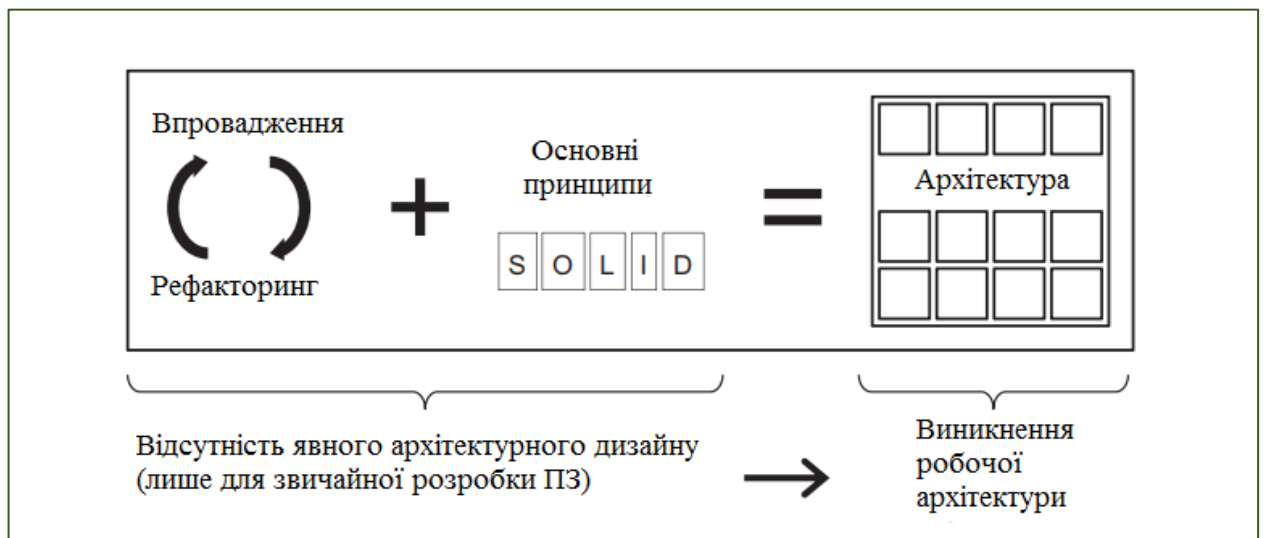 Впровадження
Рефакторинг
+
Основні
принципи
S O L I D
=
Архітектура
Відсутність явного архітектурного дизайну
(лише для звичайної розробки ПЗ)
Виникнення
робочої
архітектури